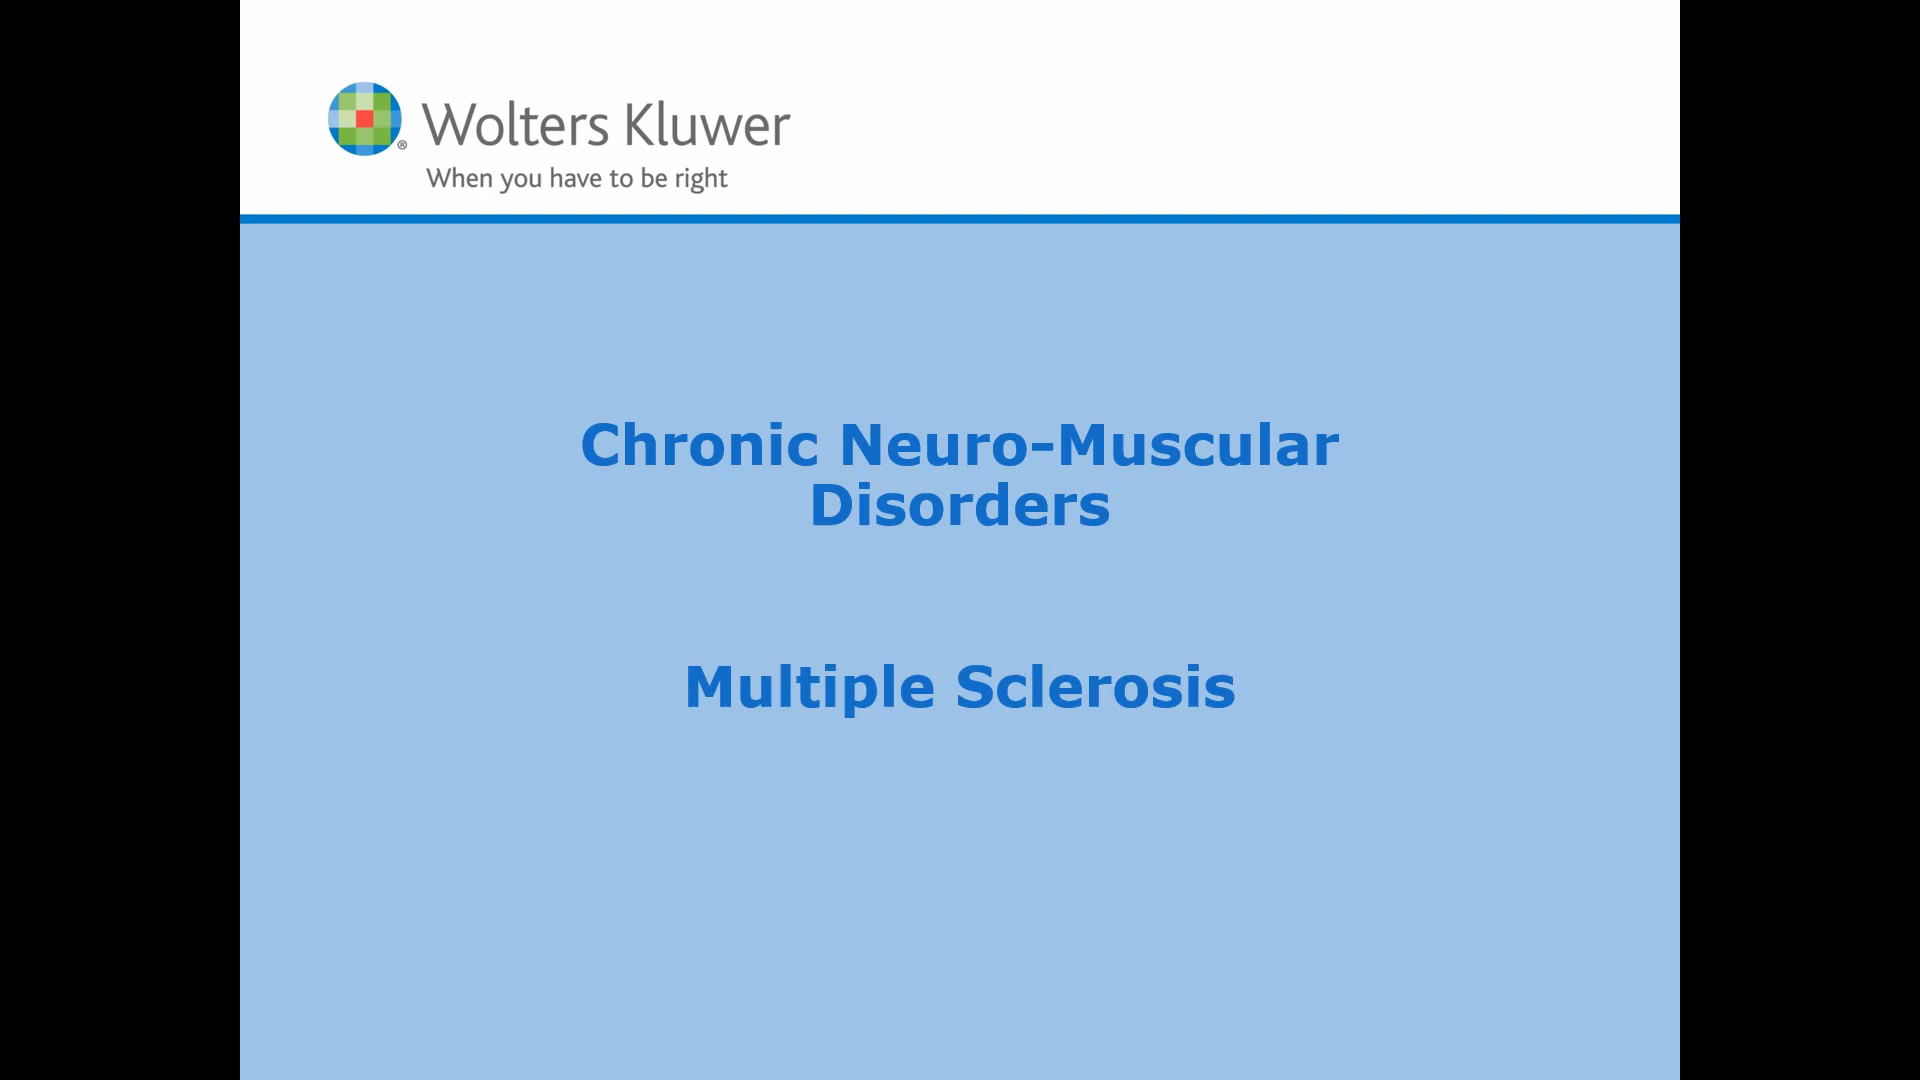 Wolters Kluwer
When you have to be right
Chronic Neuro-Muscular
Disorders
Multiple Sclerosis